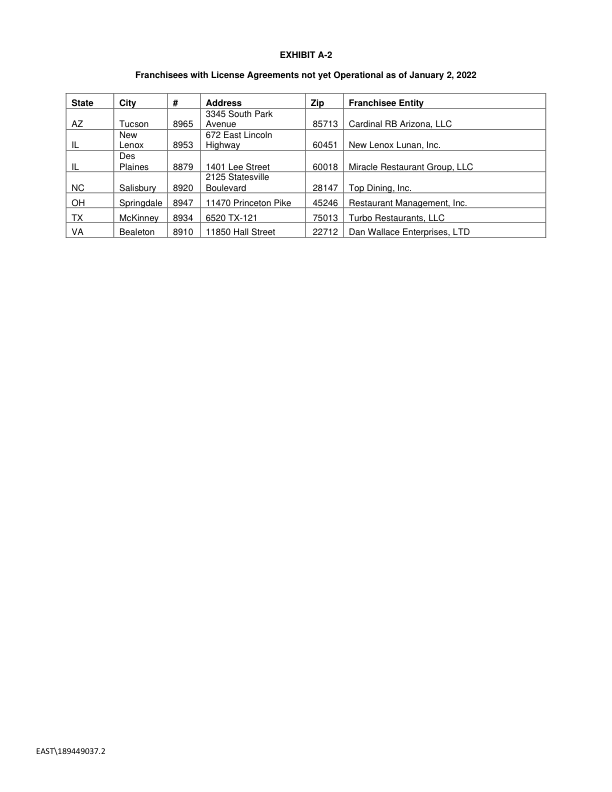 EXHIBIT A-2
Franchisees with License Agreements not yet Operational as of January 2, 2022
State City # Address Zip Franchisee Entity
AZ Tucson 8965 3345 South Park Avenue 85713 Cardinal RB Arizona, LLC
IL New Lenox 8953 672 East Lincoln Highway 60451 New Lenox Lunan, Inc.
IL Des Plaines 8879 1401 Lee Street 60018 Miracle Restaurant Group, LLC
NC Salisbury 8920 2125 Statesville Boulevard 28147 Top Dining, Inc.
OH Springdale 8947 11470 Princeton Pike 45246 Restaurant Management, Inc.
TX McKinney 8934 6520 TX-121 75013 Turbo Restaurants, LLC
VA Bealeton 8910 11850 Hall Street 22712 Dan Wallace Enterprises, LTD
EAST\189449037.2